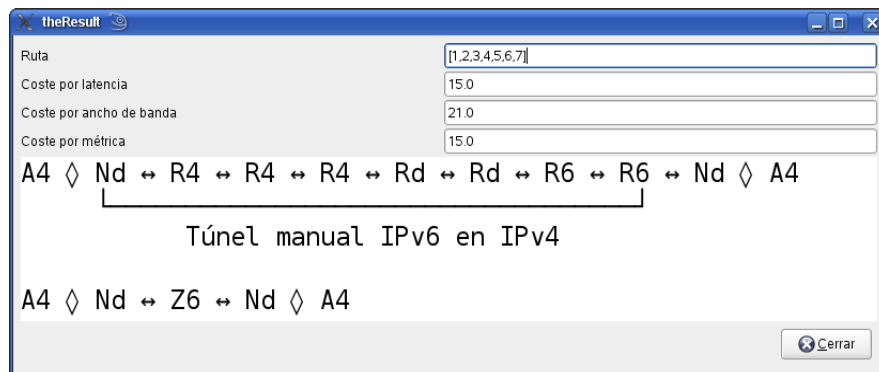 theResult
Ruta [1,2,3,4,5,6,7]
Coste por latencia 15.0
Coste por ancho de banda 21.0
Coste por métrica 15.0
A4 ◊ Nd ↔ R4 ↔ R4 ↔ R4 ↔ Rd ↔ Rd ↔ R6 ↔ R6 ↔ Nd ◊ A4
Túnel manual IPv6 en IPv4
A4 ◊ Nd ↔ Z6 ↔ Nd ◊ A4
Cerrar